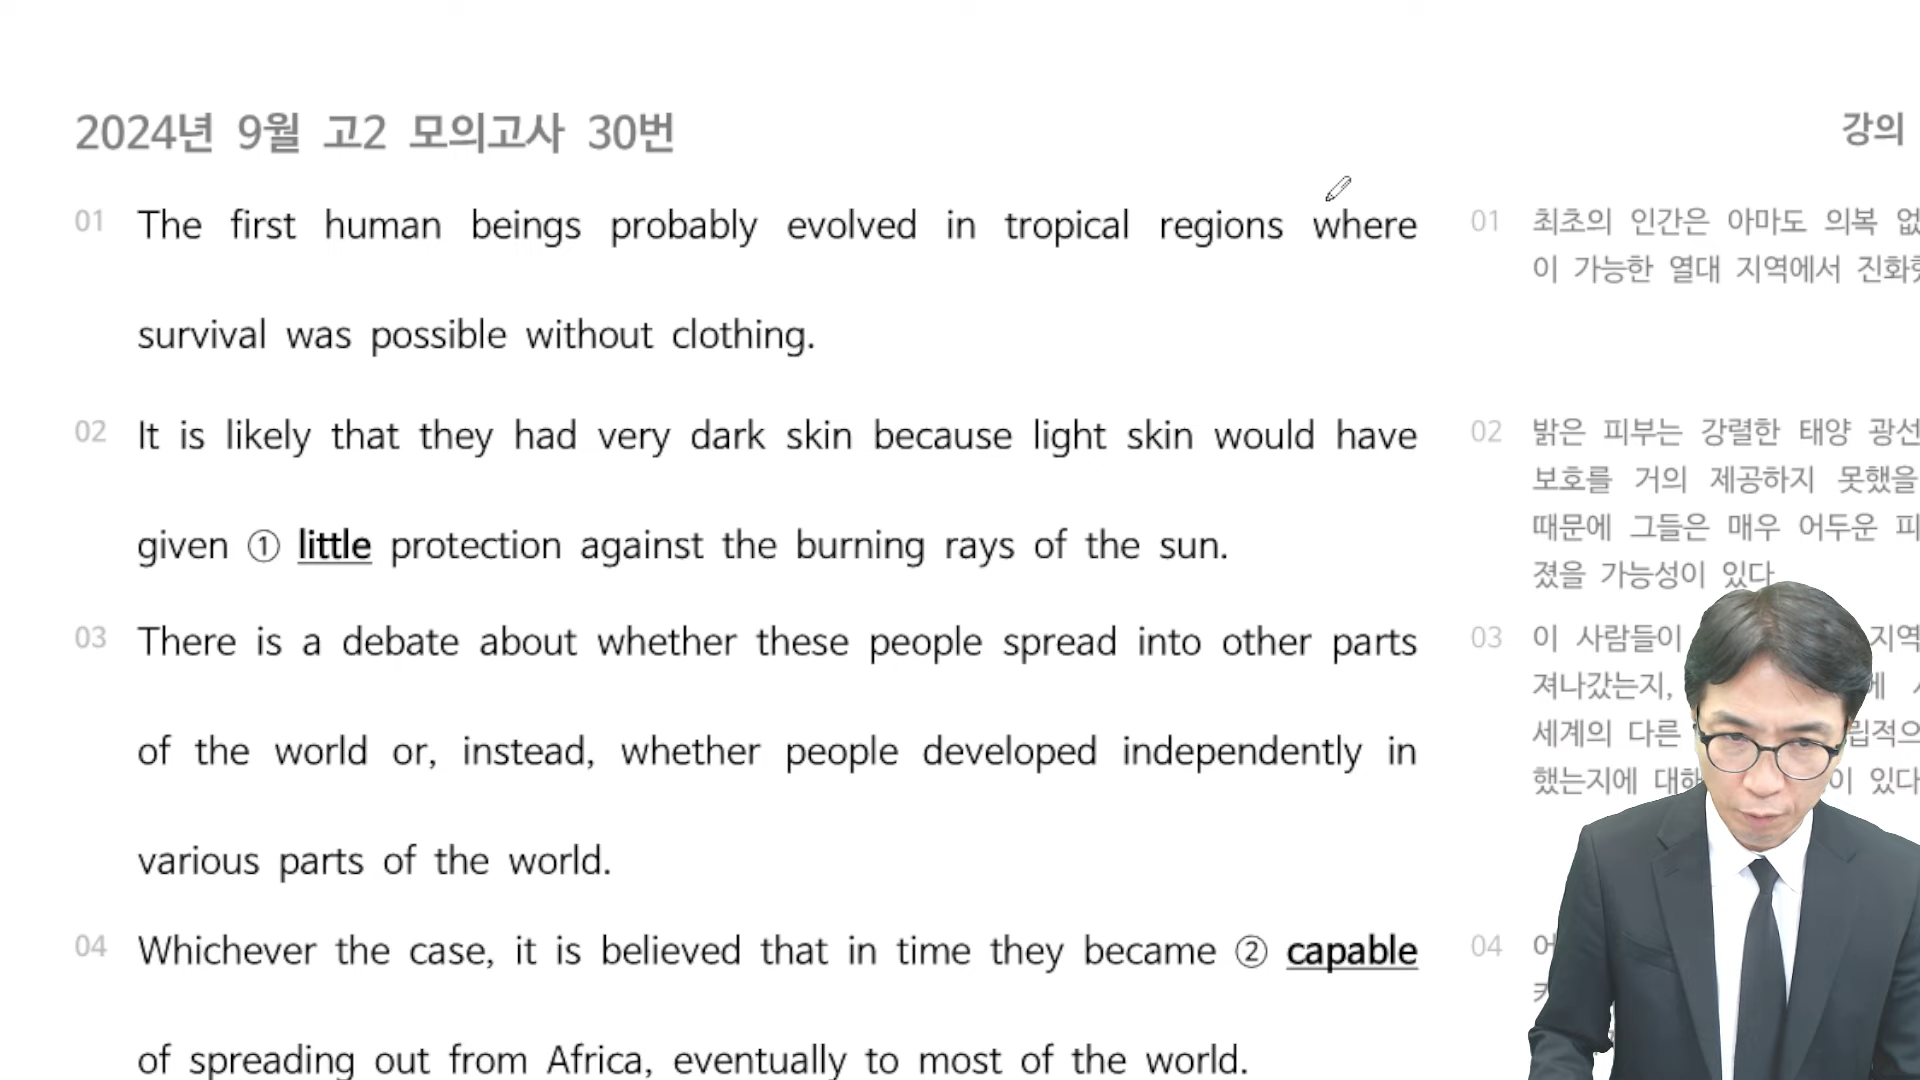 2024년 9월 고2 모의고사 30번
강의
01 The first human beings probably evolved in tropical regions where
survival was possible without clothing.
02 It is likely that they had very dark skin because light skin would have
given ① little protection against the burning rays of the sun.
03 There is a debate about whether these people spread into other parts
of the world or, instead, whether people developed independently in
various parts of the world.
04 Whichever the case, it is believed that in time they became ② capable
of spreading out from Africa, eventually to most of the world.
01 최초의 인간은 아마도 의복 없
이 가능한 열대 지역에서 진화
02 밝은 피부는 강렬한 태양 광선
보호를 거의 제공하지 못했을
때문에 그들은 매우 어두운 피
졌을 가능성이 있다
03 이 사람들이 지역
져나갔는지, 에
세계의 다른 립적으
했는지에 대해 이 있다
04